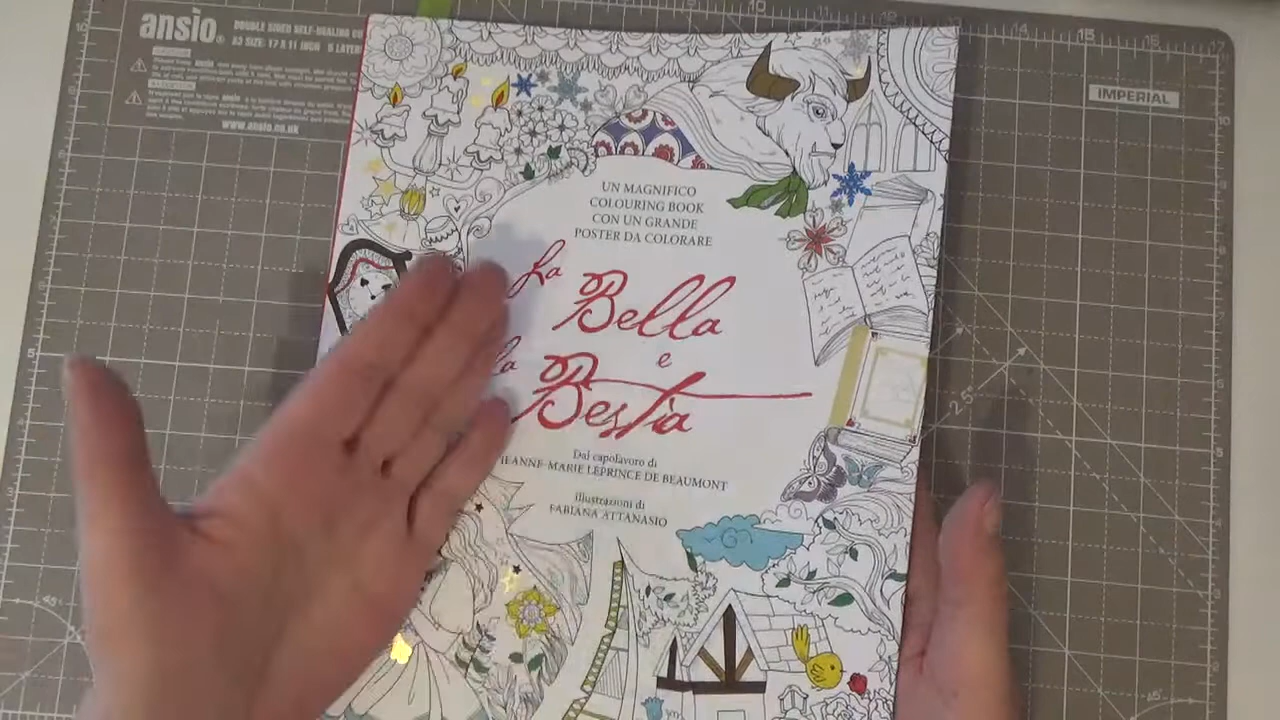 ansio
DOUBLE SIDED SELF-HEALING
A3 SIZE: 17 X 11 INCH 5 LAYER
www.ansio.co.uk
IMPERIAL
UN MAGNIFICO
COLOURING BOOK
CON UN GRANDE
POSTER DA COLORARE
La
Bella
e
la
Bestia
Dal capolavoro di
JEANNE-MARIE LEPRINCE DE BEAUMONT
illustrazioni di
FABIANA ATTANASIO